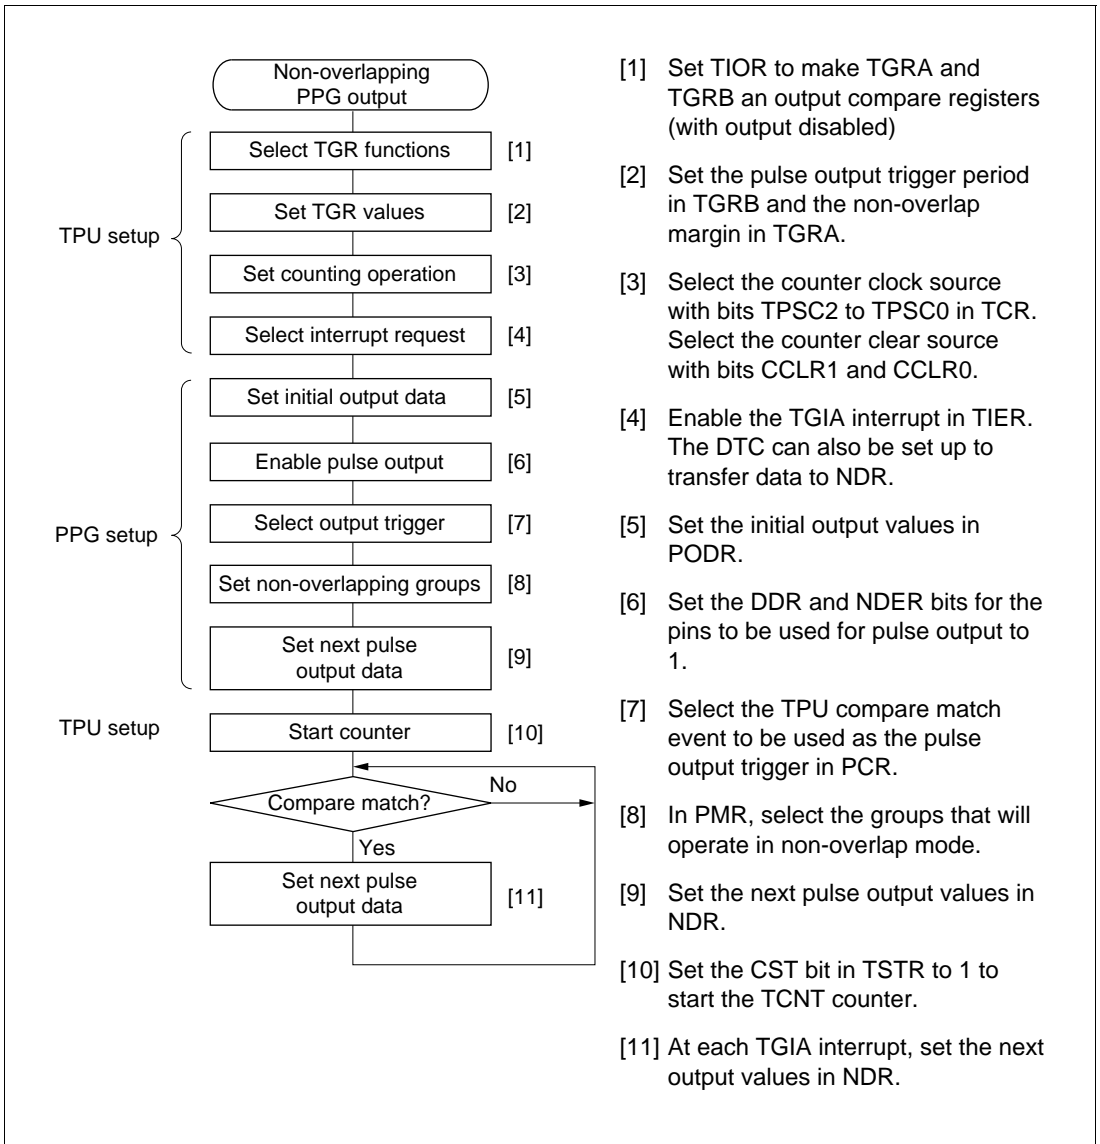 Non-overlapping
PPG output
TPU setup
Select TGR functions [1]
Set TGR values [2]
Set counting operation [3]
Select interrupt request [4]
PPG setup
Set initial output data [5]
Enable pulse output [6]
Select output trigger [7]
Set non-overlapping groups [8]
Set next pulse
output data [9]
TPU setup
Start counter [10]
Compare match? No
Yes
Set next pulse
output data [11]
[1] Set TIOR to make TGRA and
TGRB an output compare registers
(with output disabled)
[2] Set the pulse output trigger period
in TGRB and the non-overlap
margin in TGRA.
[3] Select the counter clock source
with bits TPSC2 to TPSC0 in TCR.
Select the counter clear source
with bits CCLR1 and CCLR0.
[4] Enable the TGIA interrupt in TIER.
The DTC can also be set up to
transfer data to NDR.
[5] Set the initial output values in
PODR.
[6] Set the DDR and NDER bits for the
pins to be used for pulse output to
1.
[7] Select the TPU compare match
event to be used as the pulse
output trigger in PCR.
[8] In PMR, select the groups that will
operate in non-overlap mode.
[9] Set the next pulse output values in
NDR.
[10] Set the CST bit in TSTR to 1 to
start the TCNT counter.
[11] At each TGIA interrupt, set the next
output values in NDR.